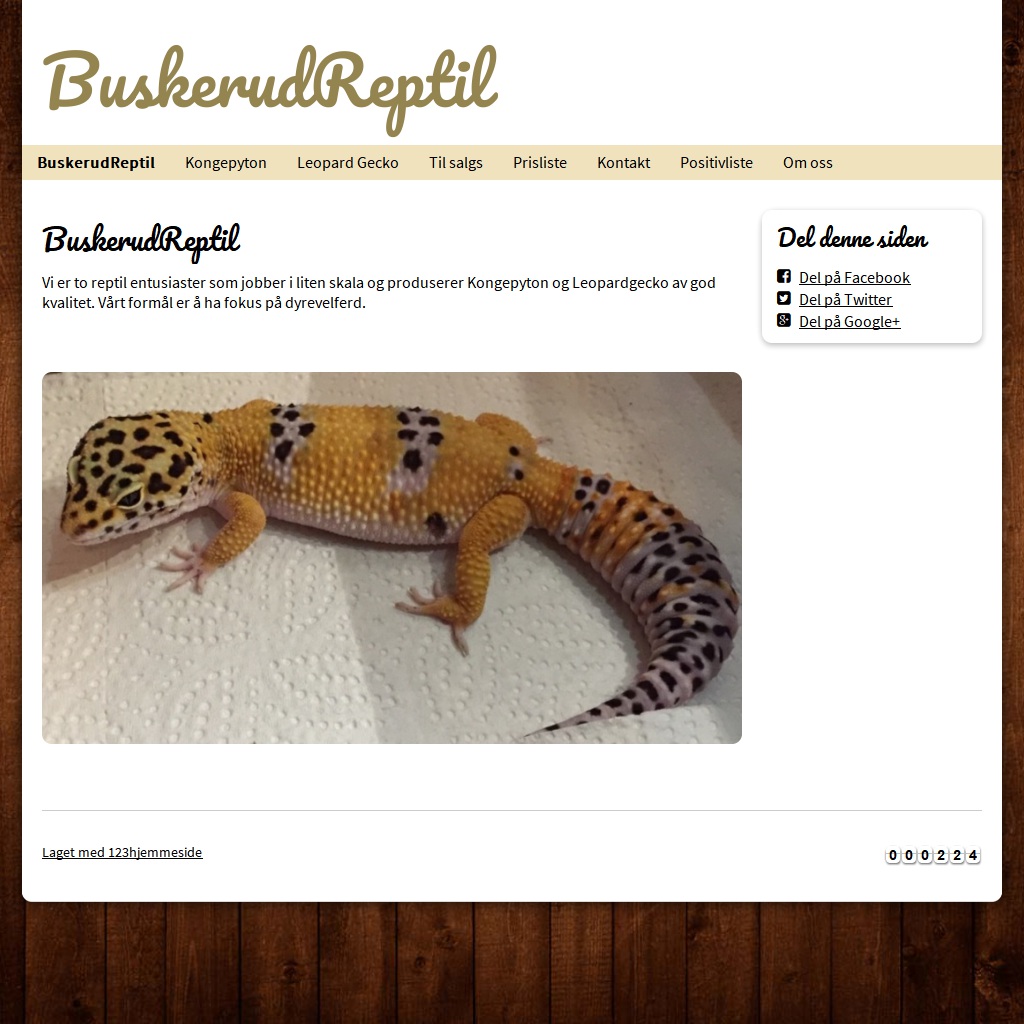 BuskerudReptil
BuskerudReptil Kongepyton Leopard Gecko Til salgs Prisliste Kontakt Positivliste Om oss
BuskerudReptil
Vi er to reptil entusiaster som jobber i liten skala og produserer Kongepyton og Leopardgecko av god
kvalitet. Vårt formål er å ha fokus på dyrevelferd.
Del denne siden
Del på Facebook
Del på Twitter
Del på Google+
Laget med 123hjemmeside
000224